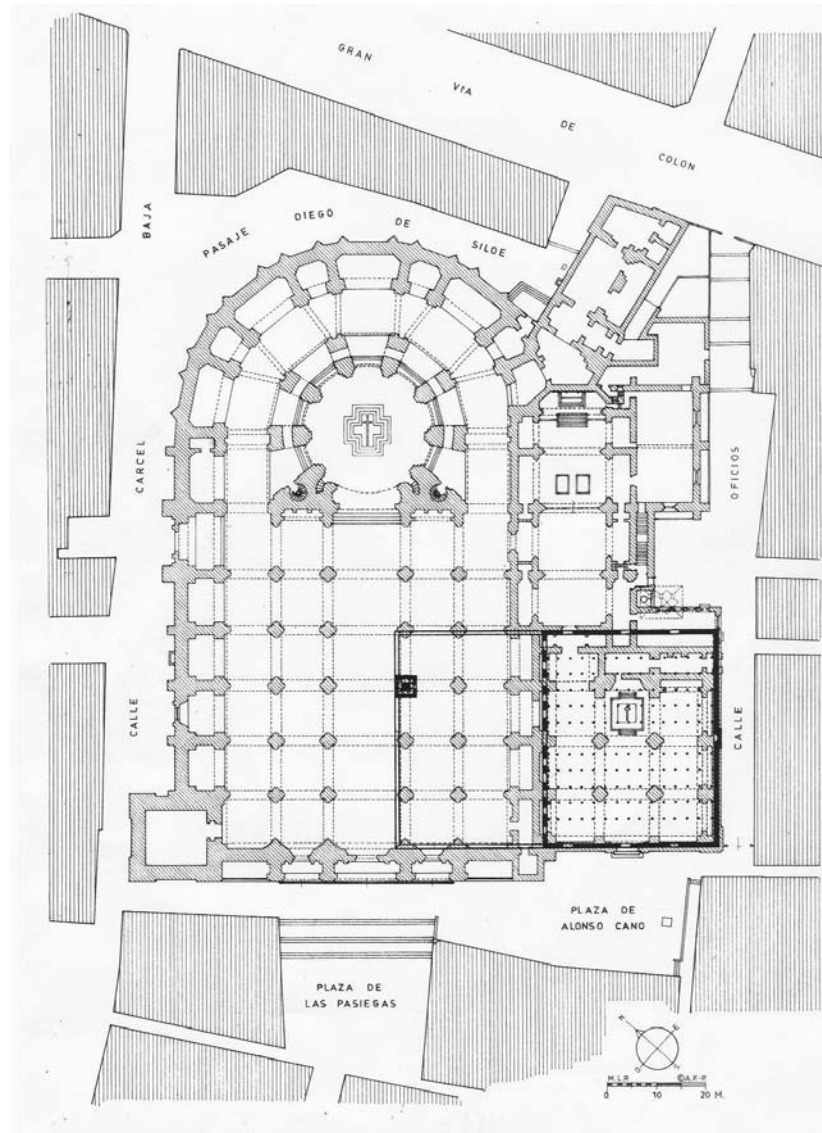 GRAN
VIA
DE
COLON
PASAJE DIEGO DE SILOE
BAJA
CARCEL
CALLE
OFICIOS
CALLE
PLAZA DE
ALONSO CANO
PLAZA DE
LAS PASIEGAS
N E
M.L.R. ©A.F-P.
0 10 20 M.